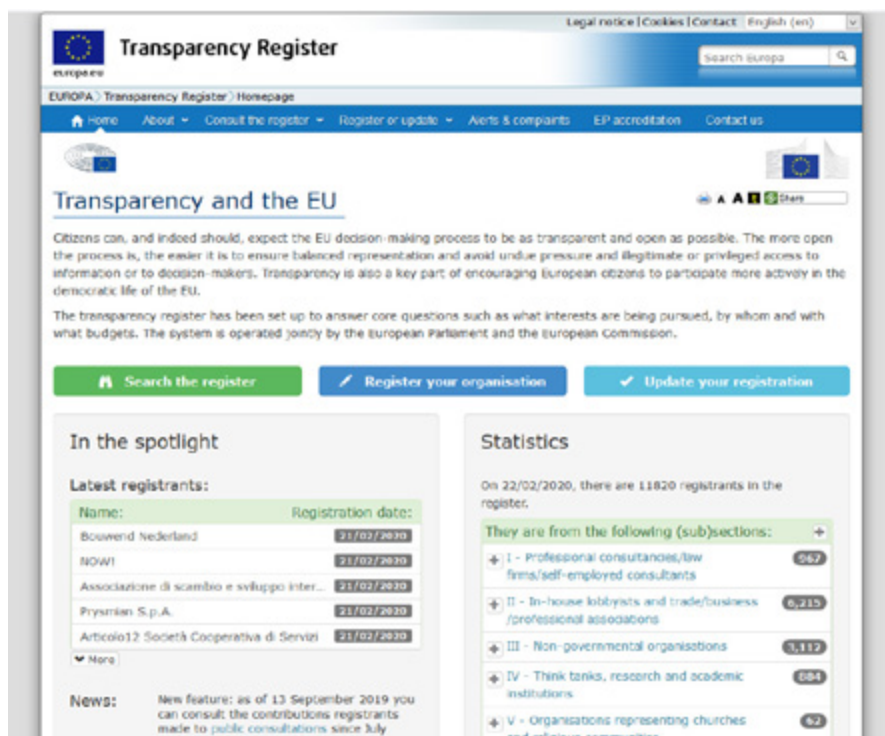 Legal notice | Cookies | Contact English (en)
Transparency Register
europa.eu
Search Europa
EUROPA > Transparency Register > Homepage
Home About Consult the register Register or update Alerts & complaints EP accreditation Contact us
Transparency and the EU
A A Share
Citizens can, and indeed should, expect the EU decision-making process to be as transparent and open as possible. The more open
the process is, the easier it is to ensure balanced representation and avoid undue pressure and illegitimate or privileged access to
information or to decision-makers. Transparency is also a key part of encouraging European citizens to participate more actively in the
democratic life of the EU.
The transparency register has been set up to answer core questions such as what interests are being pursued, by whom and with
what budgets. The system is operated jointly by the European Parliament and the European Commission.
Search the register Register your organisation Update your registration
In the spotlight
Latest registrants:
Name: Registration date:
Bouwend Nederland 21/02/2020
NOW! 21/02/2020
Associazione di scambio e sviluppo inter... 21/02/2020
Prysmian S.p.A. 21/02/2020
Articolo12 Società Cooperativa di Servizi 21/02/2020
More
News: New feature: as of 13 September 2019 you
can consult the contributions registrants
made to public consultations since July
Statistics
On 22/02/2020, there are 11820 registrants in the
register.
They are from the following (sub)sections:
I - Professional consultancies/law 967
firms/self-employed consultants
II - In-house lobbyists and trade/business 6,215
/professional associations
III - Non-governmental organisations 3,112
IV - Think tanks, research and academic 884
institutions
V - Organisations representing churches 62
and religious communities